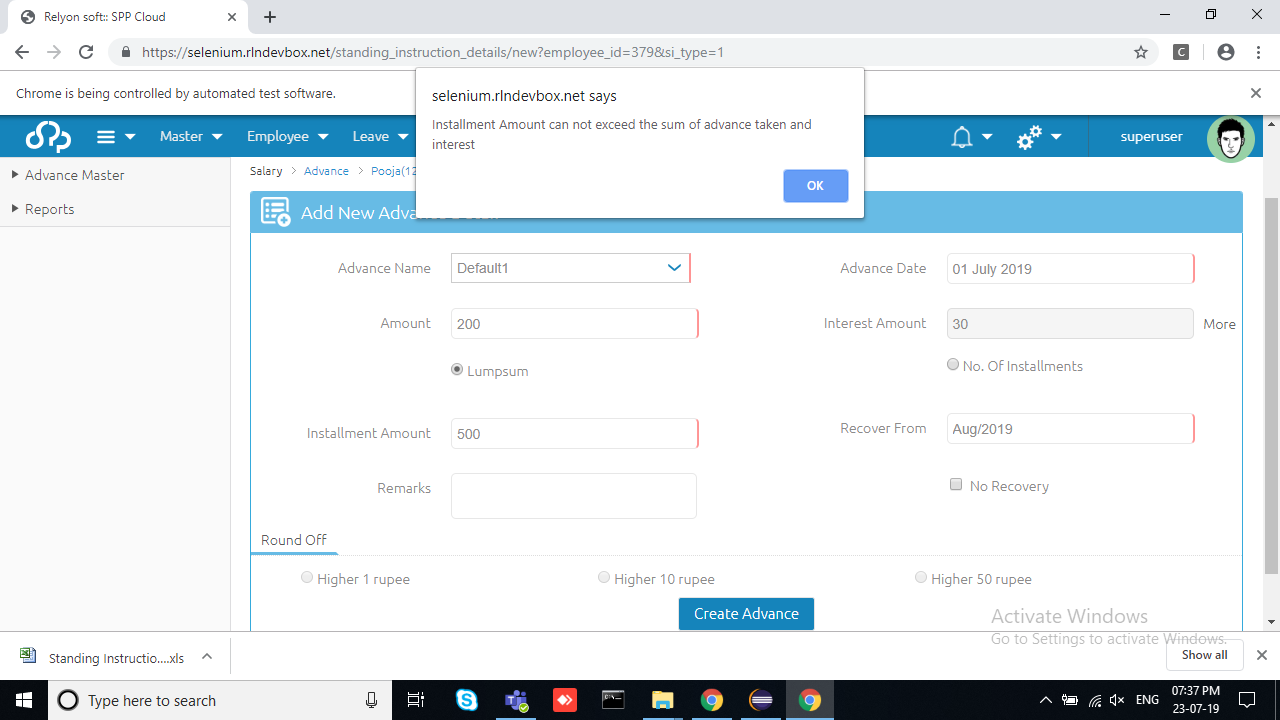 Relyon soft:: SPP Cloud
https://selenium.rlndevbox.net/standing_instruction_details/new?employee_id=379&si_type=1
C
Chrome is being controlled by automated test software.
selenium.rlndevbox.net says
Installment Amount can not exceed the sum of advance taken and
interest
OK
Master Employee Leave superuser
Advance Master
Reports
Salary > Advance > Pooja(12
Add New Adva
Advance Name Default1 Advance Date 01 July 2019
Amount 200 Interest Amount 30 More
Lumpsum No. Of Installments
Installment Amount 500 Recover From Aug/2019
Remarks No Recovery
Round Off
Higher 1 rupee Higher 10 rupee Higher 50 rupee
Create Advance
Activate Windows
Go to Settings to activate Windows.
Standing Instructio....xls Show all
Type here to search ENG 07:37 PM
23-07-19